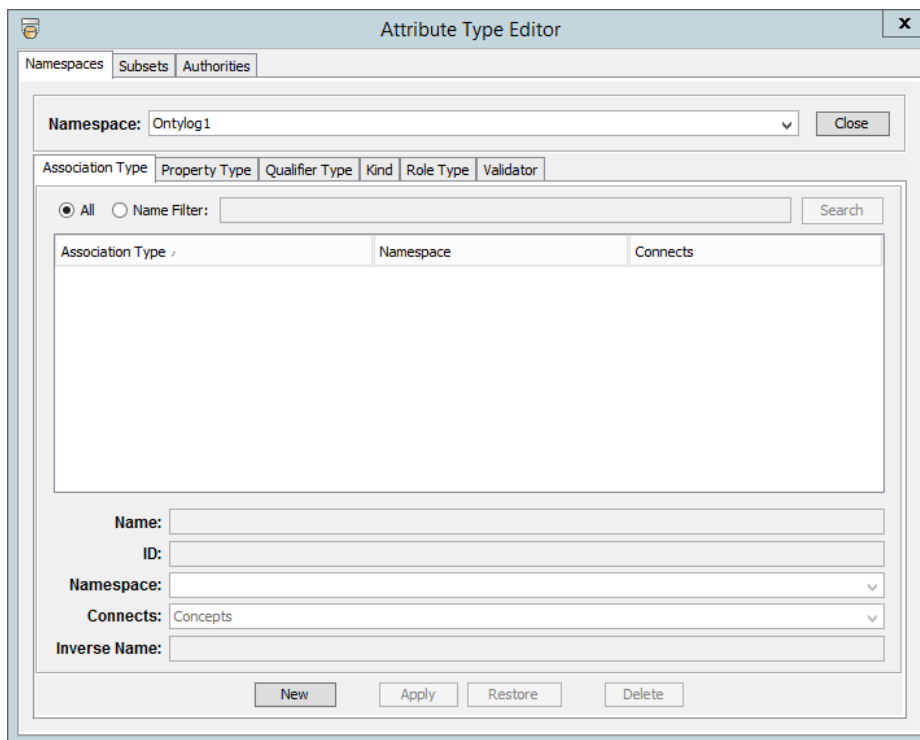 Attribute Type Editor x
Namespaces Subsets Authorities
Namespace: Ontylog1 Close
Association Type Property Type Qualifier Type Kind Role Type Validator
All Name Filter: Search
Association Type Namespace Connects
Name:
ID:
Namespace:
Connects: Concepts
Inverse Name:
New Apply Restore Delete